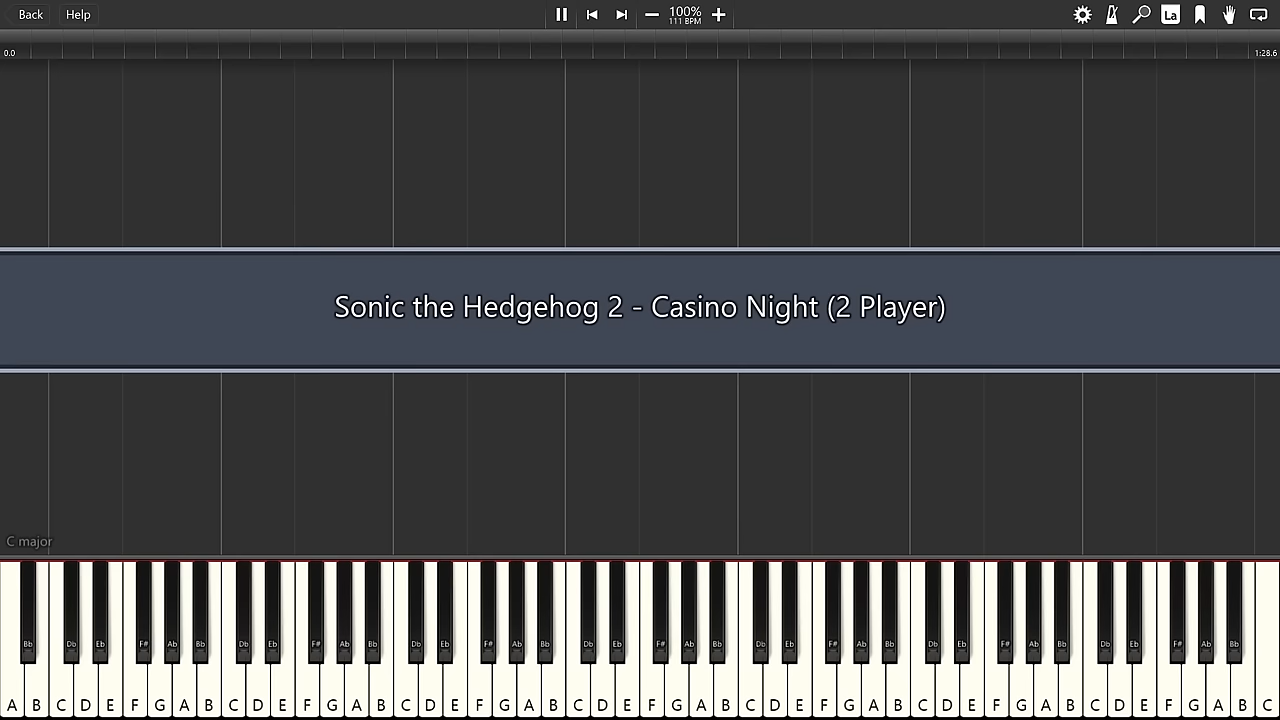 Back Help 100% La
111 BPM
0.0 1:28.6
Sonic the Hedgehog 2 - Casino Night (2 Player)
C major
Bb Db Eb F# Ab Bb Db Eb F# Ab Bb Db Eb F# Ab Bb Db Eb F# Ab Bb Db Eb F# Ab Bb Db Eb F# Ab Bb Db Eb F# Ab Bb
A B C D E F G A B C D E F G A B C D E F G A B C D E F G A B C D E F G A B C D E F G A B C D E F G A B C